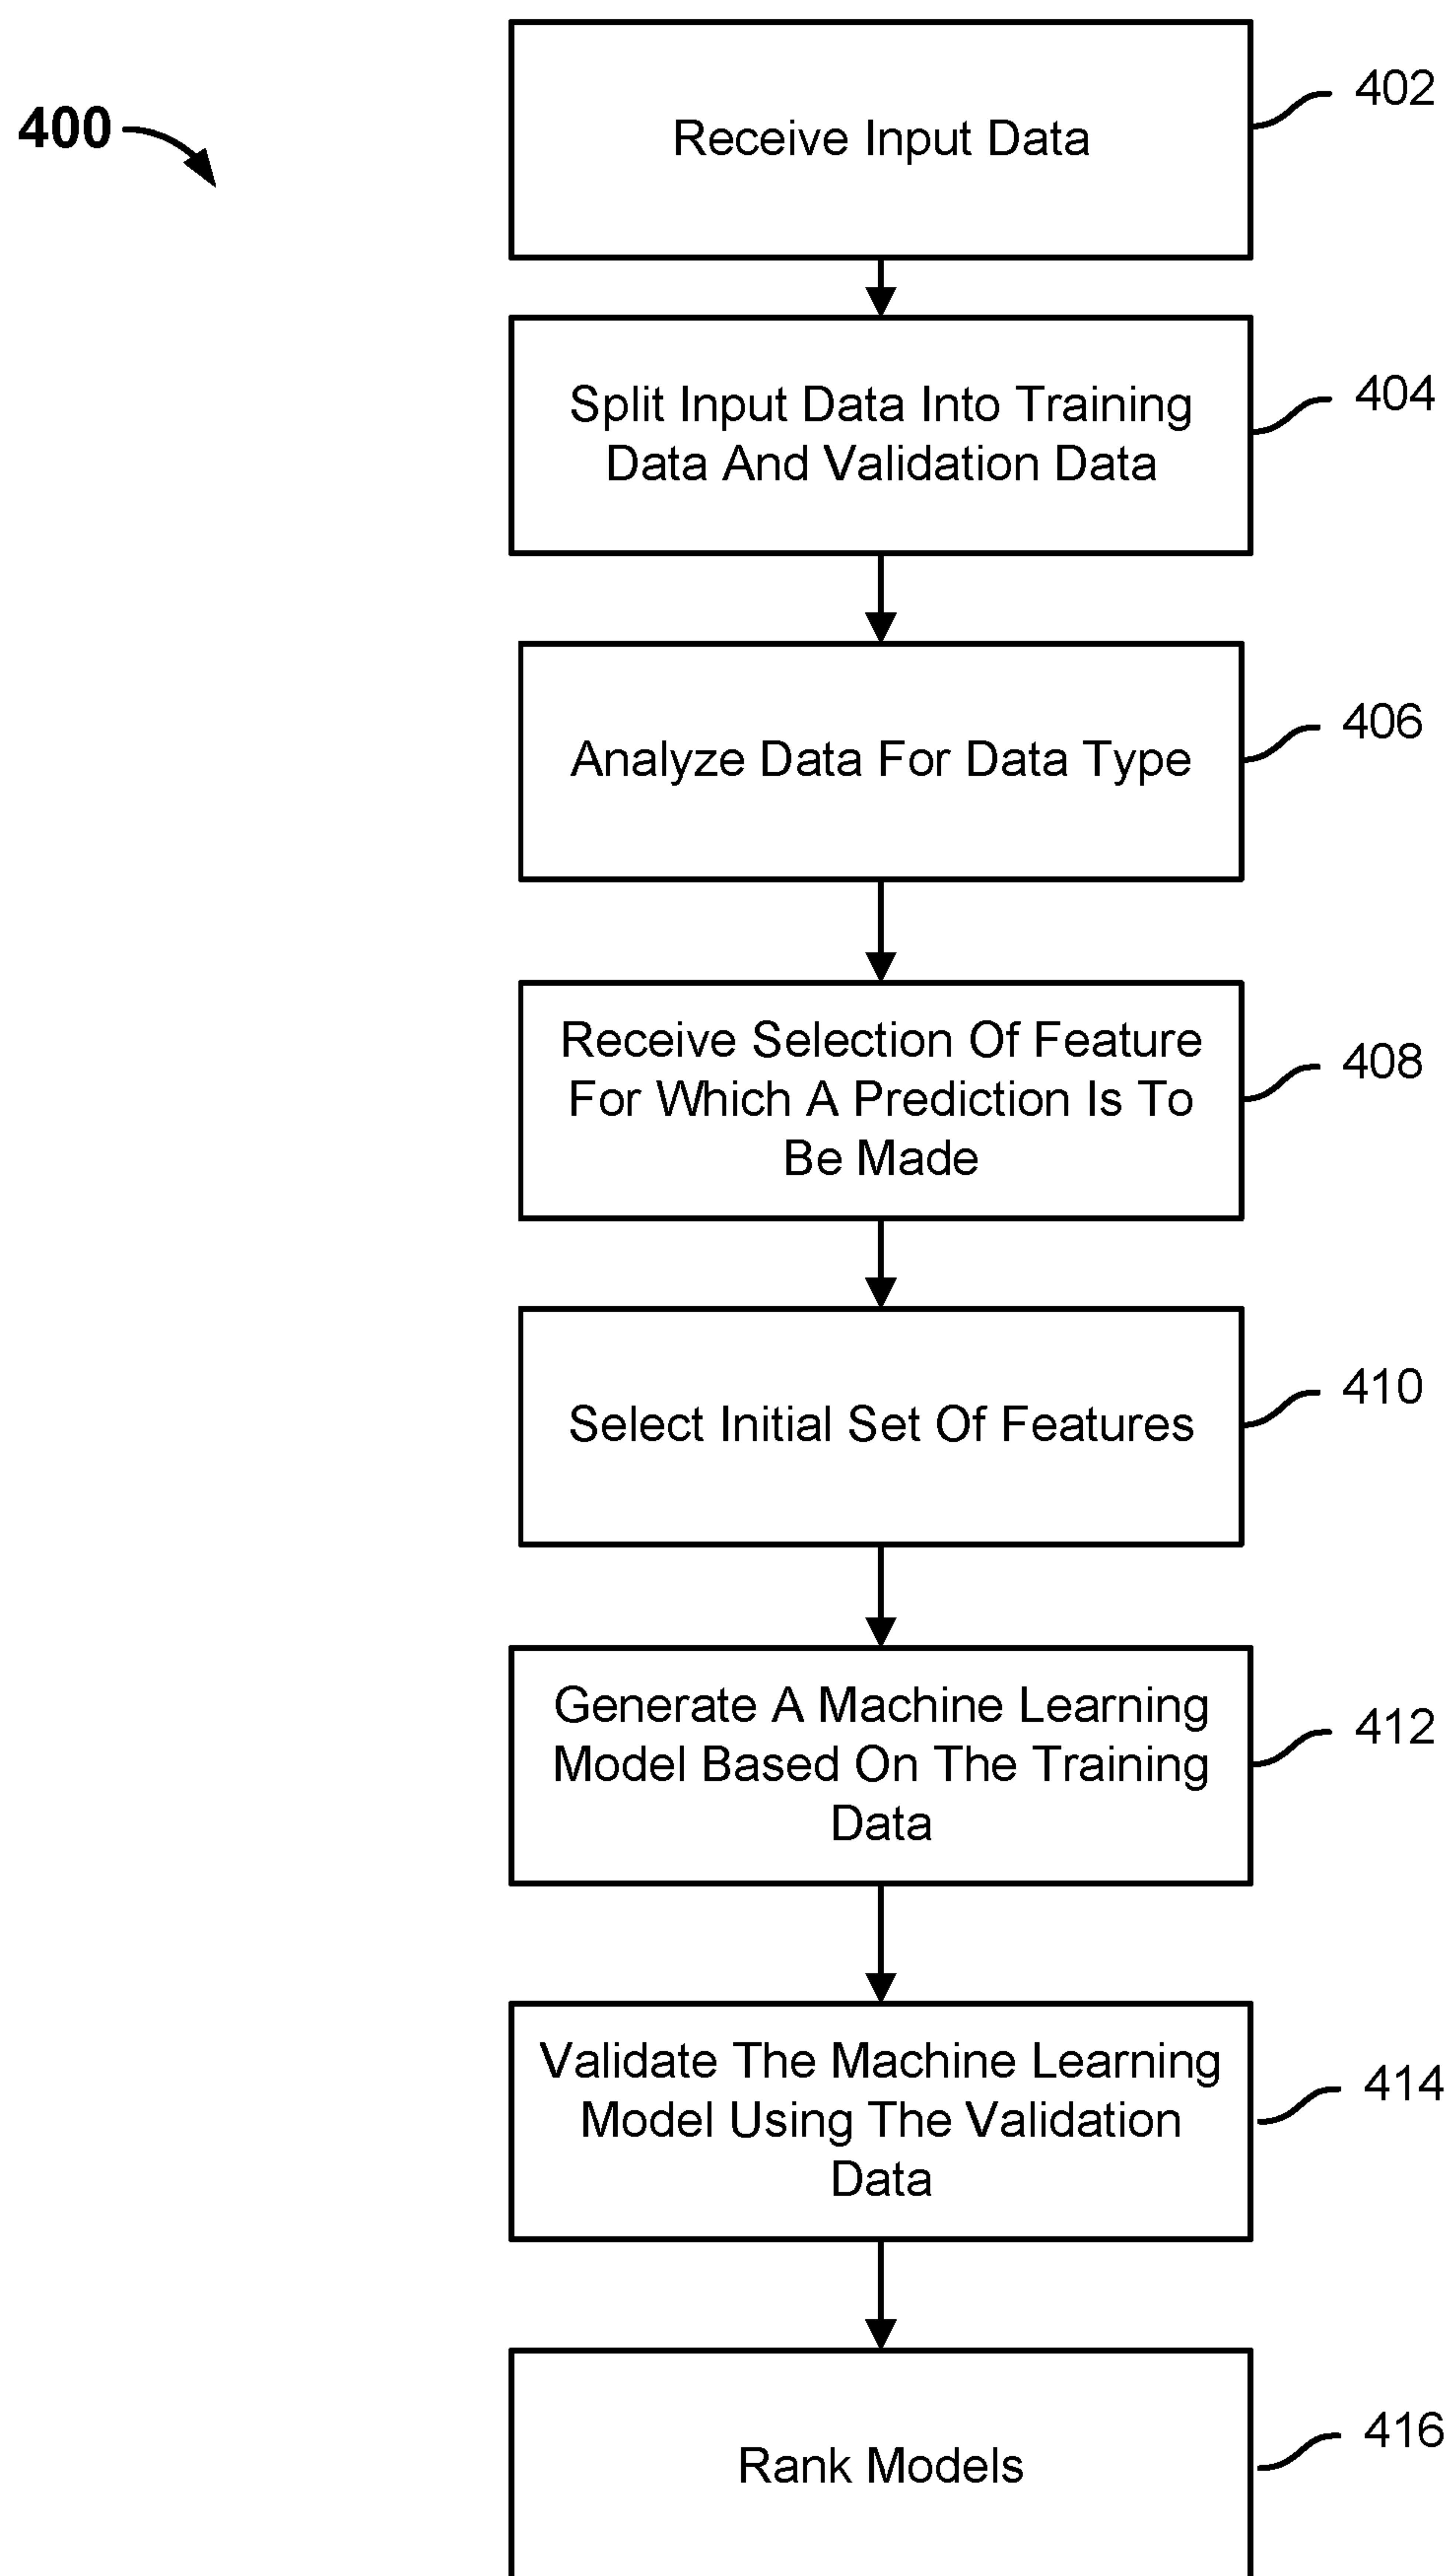 400
Receive Input Data
402
Split Input Data Into Training
Data And Validation Data
404
Analyze Data For Data Type
406
Receive Selection Of Feature
For Which A Prediction Is To
Be Made
408
Select Initial Set Of Features
410
Generate A Machine Learning
Model Based On The Training
Data
412
Validate The Machine Learning
Model Using The Validation
Data
414
Rank Models
416